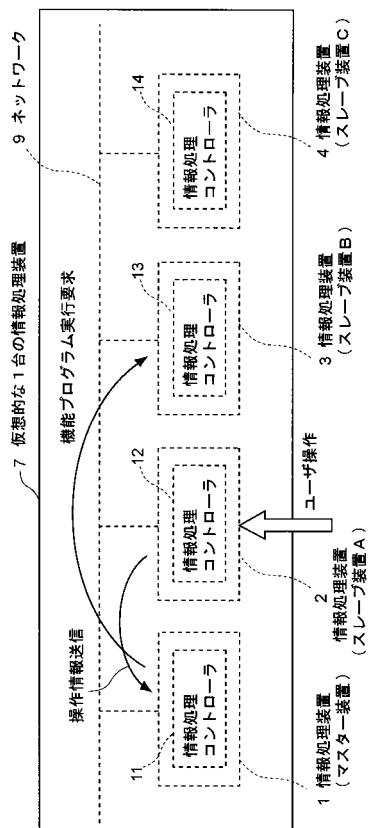 7 仮想的な1台の情報処理装置
9 ネットワーク
機能プログラム実行要求
操作情報送信
11
情報処理
コントローラ
12
情報処理
コントローラ
13
情報処理
コントローラ
14
情報処理
コントローラ
1 情報処理装置
(マスター装置)
2
情報処理装置
(スレーブ装置A)
ユーザ操作
3 情報処理装置
(スレーブ装置B)
4 情報処理装置
(スレーブ装置C)